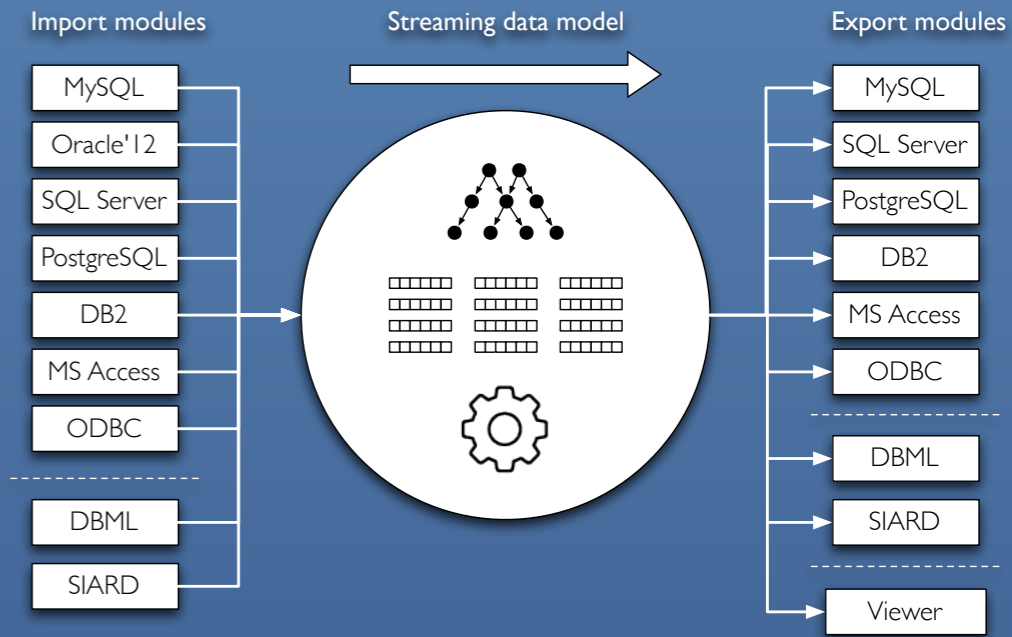 Import modules
Streaming data model
Export modules
MySQL
Oracle'12
SQL Server
PostgreSQL
DB2
MS Access
ODBC
DBML
SIARD
MySQL
SQL Server
PostgreSQL
DB2
MS Access
ODBC
DBML
SIARD
Viewer